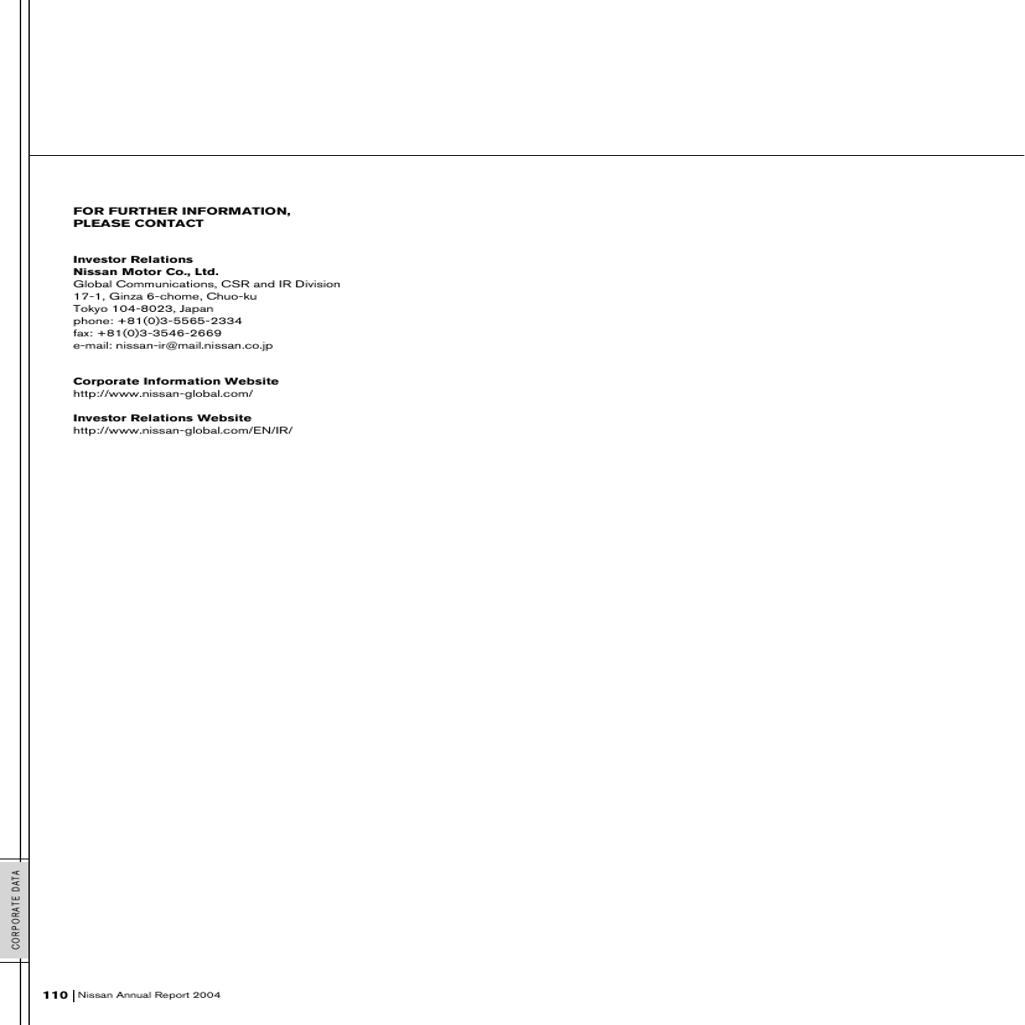 FOR FURTHER INFORMATION,
PLEASE CONTACT
Investor Relations
Nissan Motor Co., Ltd.
Global Communications, CSR and IR Division
17-1, Ginza 6-chome, Chuo-ku
Tokyo 104-8023, Japan
phone: +81(0)3-5565-2334
fax: +81(0)3-3546-2669
e-mail: nissan-ir@mail.nissan.co.jp
Corporate Information Website
http://www.nissan-global.com/
Investor Relations Website
http://www.nissan-global.com/EN/IR/
CORPORATE DATA
110 | Nissan Annual Report 2004